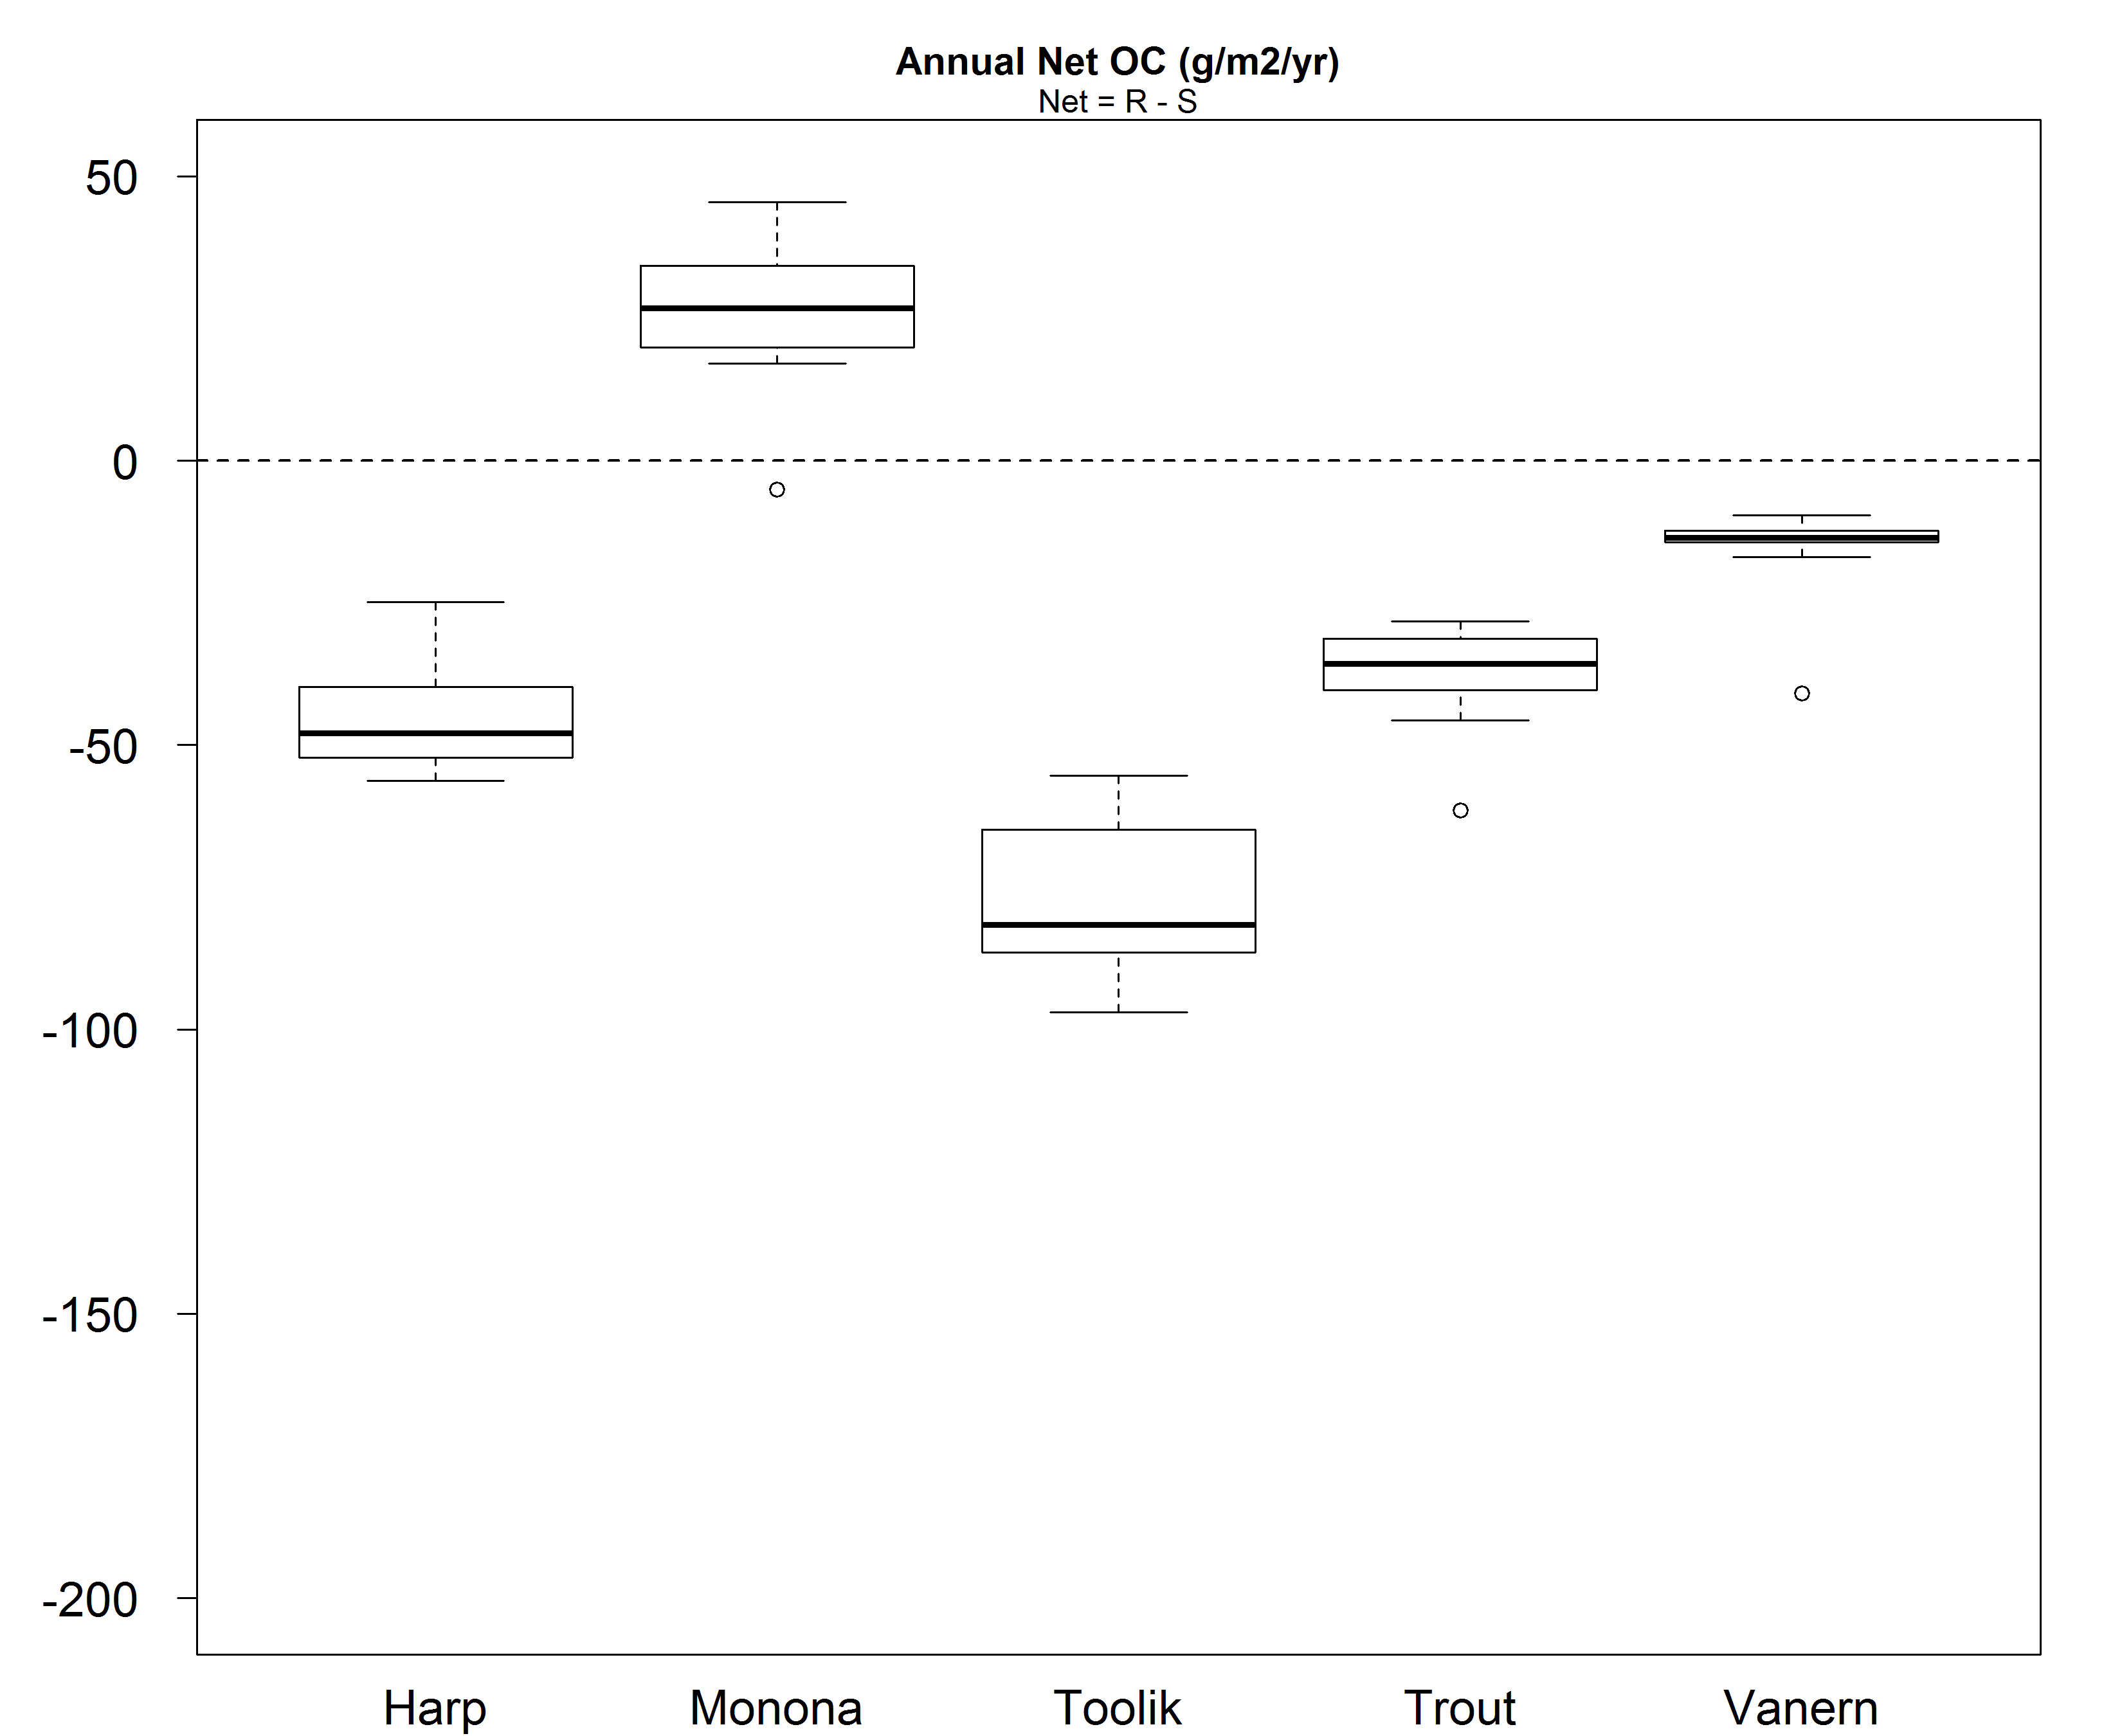 Annual Net OC (g/m2/yr)
Net = R - S
50
0
-50
-100
-150
-200
Harp Monona Toolik Trout Vanern